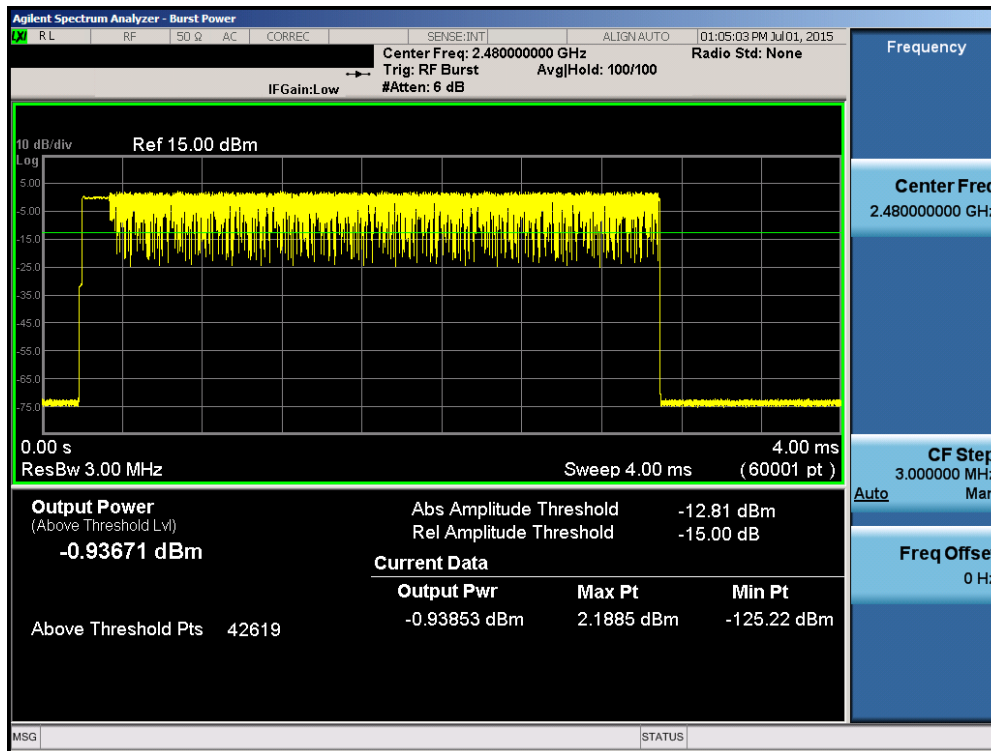 Agilent Spectrum Analyzer - Burst Power
LXI RL RF 50 Ω AC CORREC SENSE:INT ALIGN AUTO 01:05:03 PM Jul 01, 2015
Center Freq: 2.480000000 GHz Radio Std: None
Trig: RF Burst Avg|Hold: 100/100
IFGain:Low #Atten: 6 dB
10 dB/div Ref 15.00 dBm
Log
5.00
-5.00
-15.0
-25.0
-35.0
-45.0
-55.0
-65.0
-75.0
0.00 s 4.00 ms
ResBw 3.00 MHz Sweep 4.00 ms (60001 pt)
Output Power
(Above Threshold Lvl)
-0.93671 dBm
Above Threshold Pts 42619
Abs Amplitude Threshold -12.81 dBm
Rel Amplitude Threshold -15.00 dB
Current Data
Output Pwr Max Pt Min Pt
-0.93853 dBm 2.1885 dBm -125.22 dBm
Frequency
Center Freq
2.480000000 GHz
CF Step
3.000000 MHz
Auto Man
Freq Offset
0 Hz
MSG STATUS